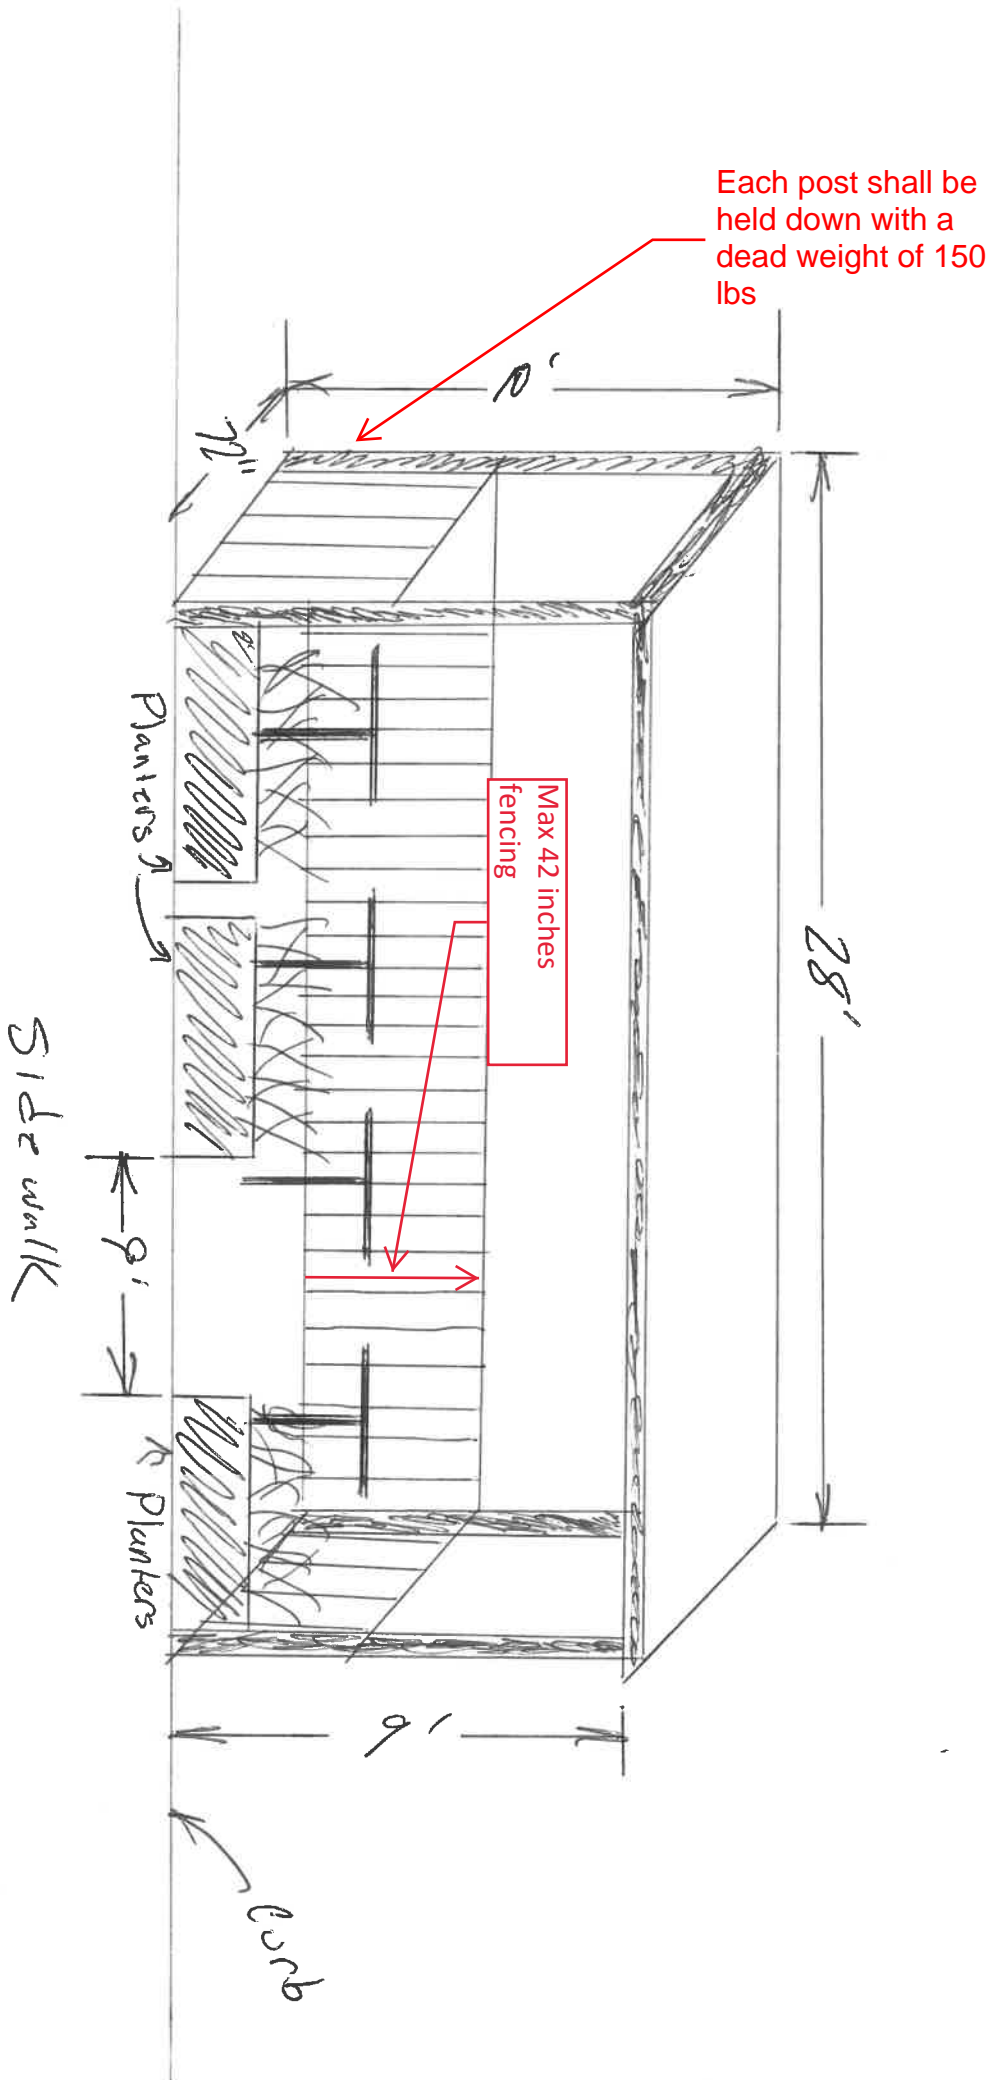 Each post shall be
held down with a
dead weight of 150
lbs
10'
72"
28'
Max 42 inches
fencing
Planters
Side walk
8'
Planters
9'
Curb